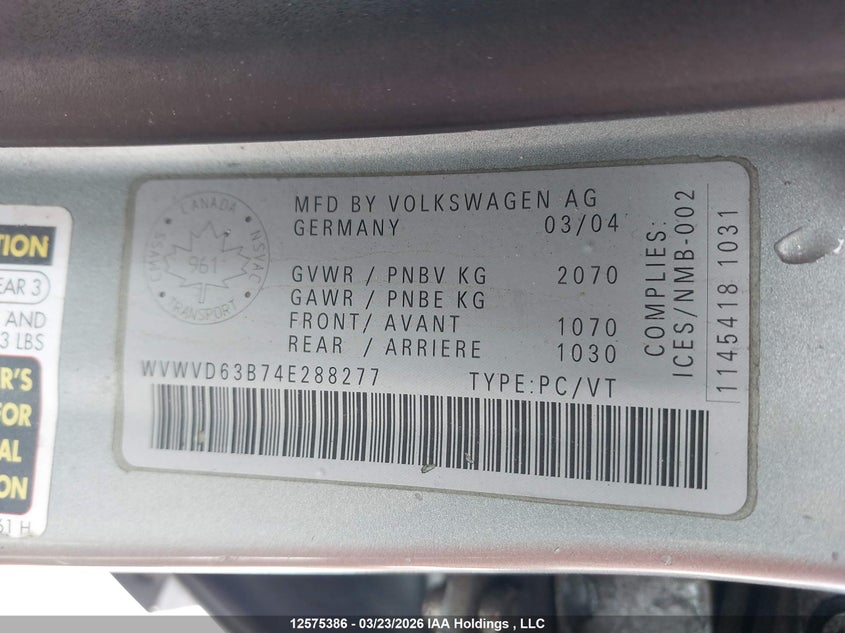 CANADA
NSVAC
TRANSPORT
CMVSS
961
MFD BY VOLKSWAGEN AG
GERMANY 03/04
GVWR / PNBV KG 2070
GAWR / PNBE KG
FRONT/ AVANT 1070
REAR / ARRIERE 1030
WVWVD63B74E288277 TYPE:PC/VT
COMPLIES:
ICES/NMB-002
1145418 1031
TION
EAR 3
AND
3 LBS
R'S
FOR
AL
ON
61 H
12575386 - 03/23/2026 IAA Holdings , LLC